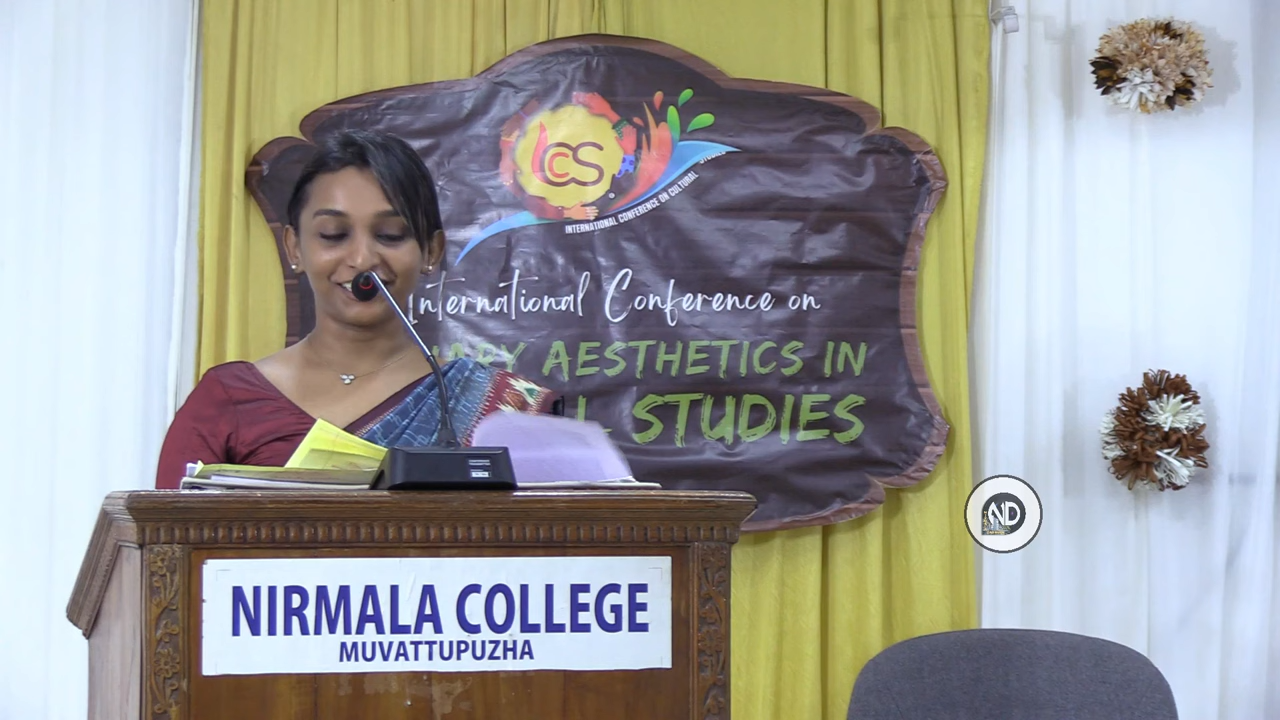 ICCS
INTERNATIONAL CONFERENCE ON CULTURAL STUDIES
International Conference on
AESTHETICS IN
STUDIES
ND
NIRMALA COLLEGE
MUVATTUPUZHA